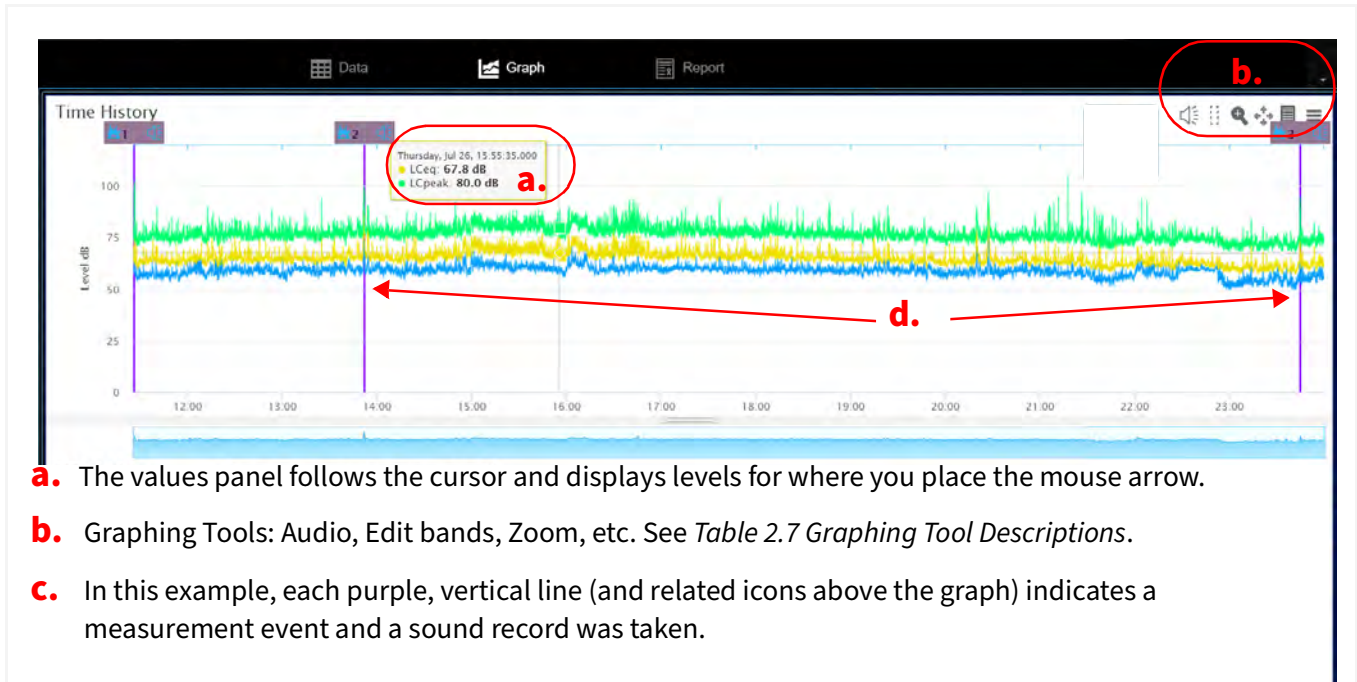 Data Graph Report
b.
Time History
1 2 3
Thursday, Jul 26, 15:55:35.000
LCeq: 67.8 dB
LCpeak: 80.0 dB
a.
100
75
50
25
0
Level dB
d.
12:00 13:00 14:00 15:00 16:00 17:00 18:00 19:00 20:00 21:00 22:00 23:00
a. The values panel follows the cursor and displays levels for where you place the mouse arrow.
b. Graphing Tools: Audio, Edit bands, Zoom, etc. See Table 2.7 Graphing Tool Descriptions.
c. In this example, each purple, vertical line (and related icons above the graph) indicates a
measurement event and a sound record was taken.